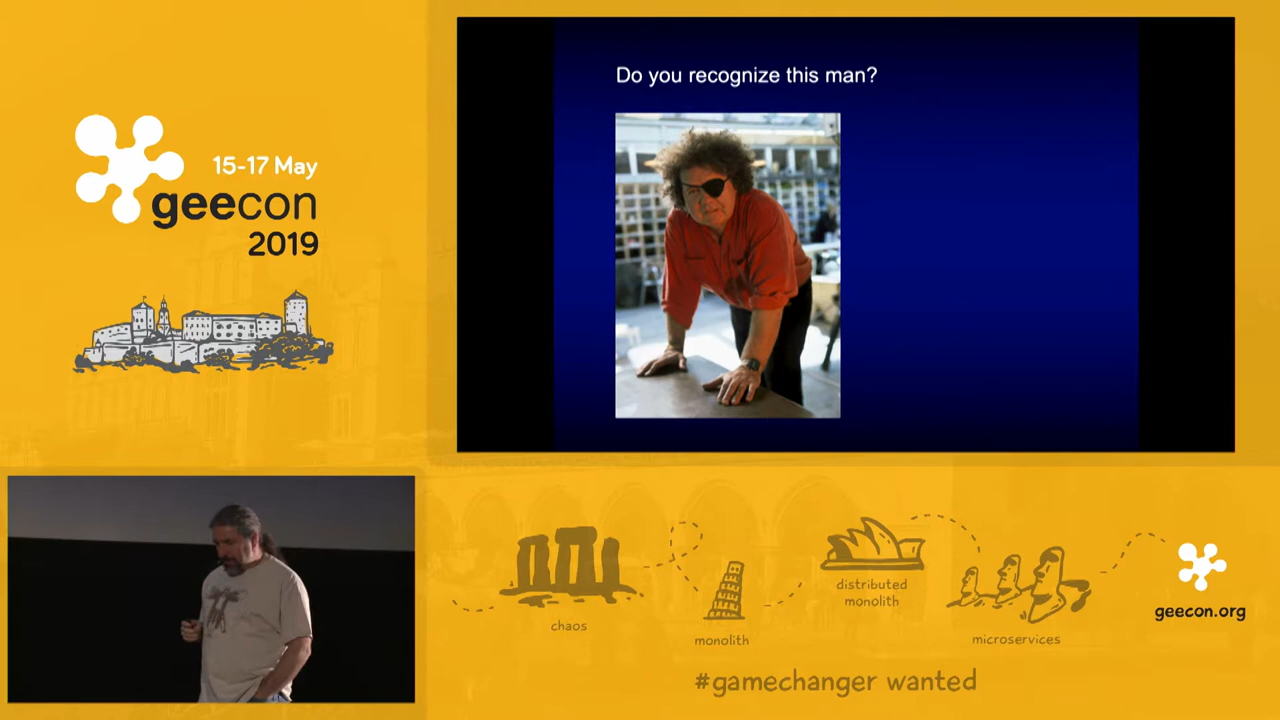 15-17 May
geecon
2019
Do you recognize this man?
chaos
monolith
distributed
monolith
microservices
geecon.org
#gamechanger wanted